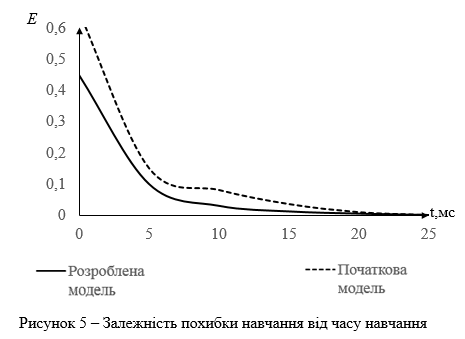 E
0,6
0,5
0,4
0,3
0,2
0,1
0
t,мс
0 5 10 15 20 25
Розроблена
модель
Початкова
модель
Рисунок 5 – Залежність похибки навчання від часу навчання